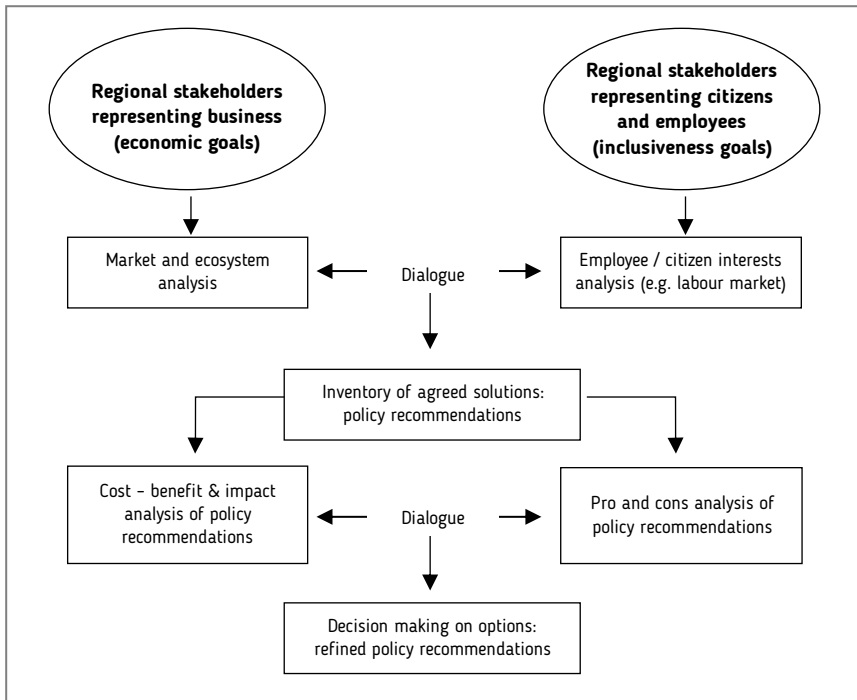 Regional stakeholders
representing business
(economic goals)
Regional stakeholders
representing citizens
and employees
(inclusiveness goals)
Market and ecosystem
analysis
Dialogue
Employee / citizen interests
analysis (e.g. labour market)
Inventory of agreed solutions:
policy recommendations
Cost – benefit & impact
analysis of policy
recommendations
Dialogue
Pro and cons analysis of
policy recommendations
Decision making on options:
refined policy recommendations